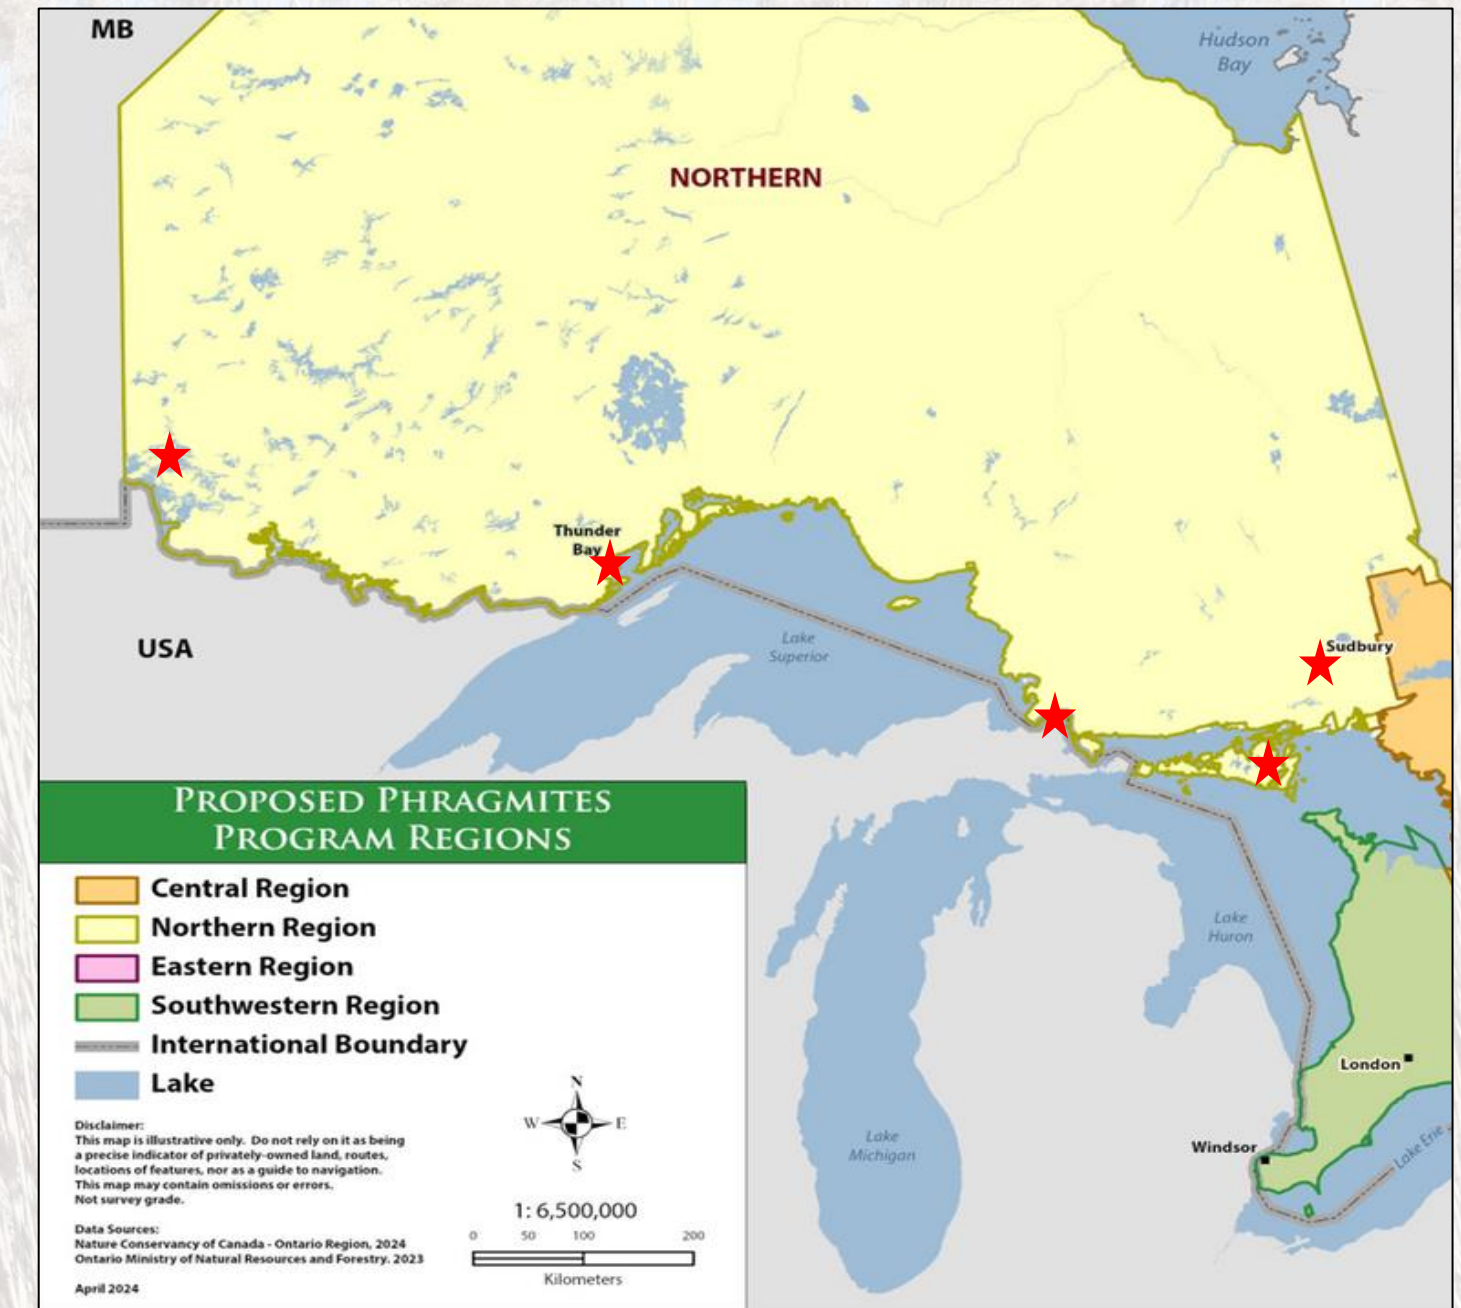 MB
Hudson
Bay
NORTHERN
Thunder
Bay
USA
Lake
Superior
Sudbury
PROPOSED PHRAGMITES
PROGRAM REGIONS
Central Region
Northern Region
Eastern Region
Southwestern Region
International Boundary
Lake
Lake
Huron
London
Windsor
Lake
Michigan
Lake Erie
N
W E
S
Disclaimer:
This map is illustrative only. Do not rely on it as being
a precise indicator of privately-owned land, routes,
locations of features, nor as a guide to navigation.
This map may contain omissions or errors.
Not survey grade.
Data Sources:
Nature Conservancy of Canada - Ontario Region, 2024
Ontario Ministry of Natural Resources and Forestry. 2023
April 2024
1: 6,500,000
0 50 100 200
Kilometers